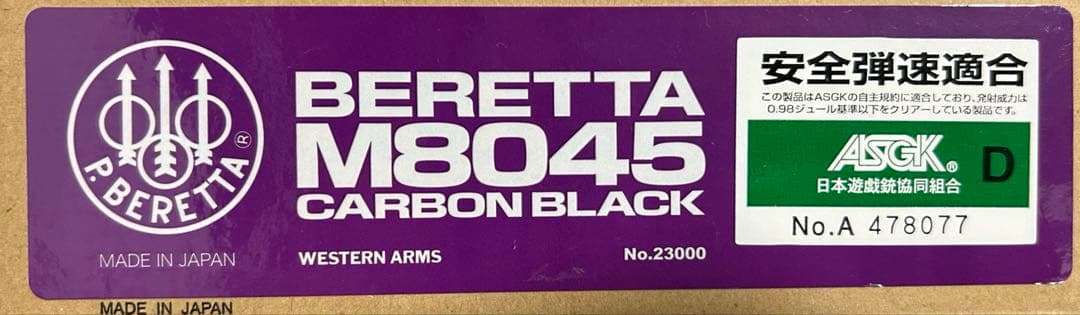 P. BERETTA®
MADE IN JAPAN
BERETTA
M8045
CARBON BLACK
WESTERN ARMS
No.23000
安全弾速適合
この製品はASGKの自主規約に適合しており、発射威力は
0.98ジュール基準以下をクリアーしている製品です。
ASGK®
D
日本遊戯銃協同組合
No.A 478077
MADE IN JAPAN